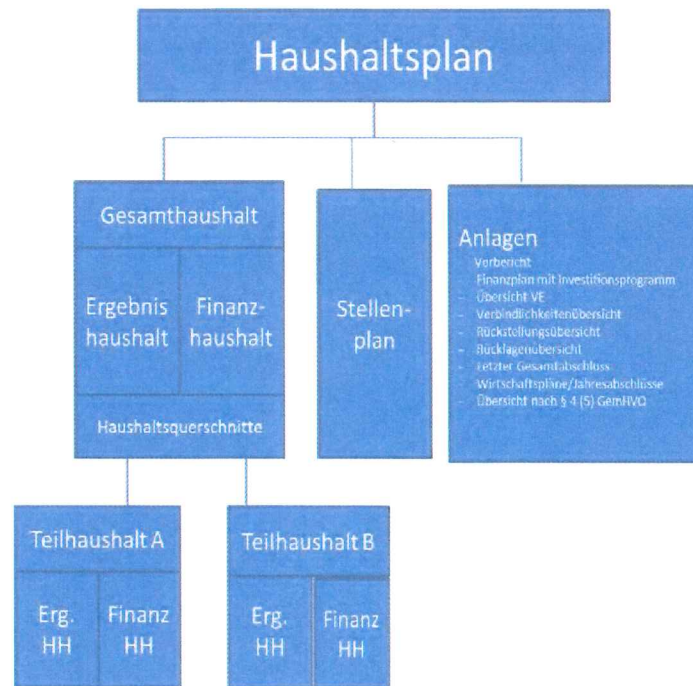 Haushaltsplan
Gesamthaushalt
Ergebnis
haushalt
Finanz-
haushalt
Haushaltsquerschnitte
Stellen-
plan
Anlagen
Vorbericht
Finanzplan mit Investitionsprogramm
- Übersicht VE
- Verbindlichkeitenübersicht
- Rückstellungsübersicht
- Rücklagenübersicht
- Letzter Gesamtabschluss
Wirtschaftspläne/Jahresabschlüsse
- Übersicht nach § 4 (5) GemHVO
Teilhaushalt A
Erg.
HH
Finanz
HH
Teilhaushalt B
Erg.
HH
Finanz
HH